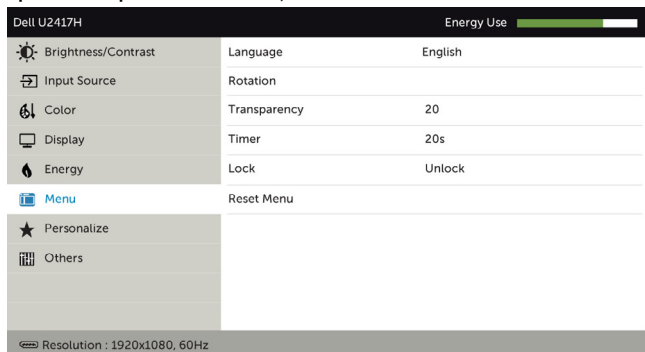 Dell U2417H Energy Use
Brightness/Contrast Language English
Input Source Rotation
Color Transparency 20
Display Timer 20s
Energy Lock Unlock
Menu Reset Menu
Personalize
Others
Resolution : 1920x1080, 60Hz